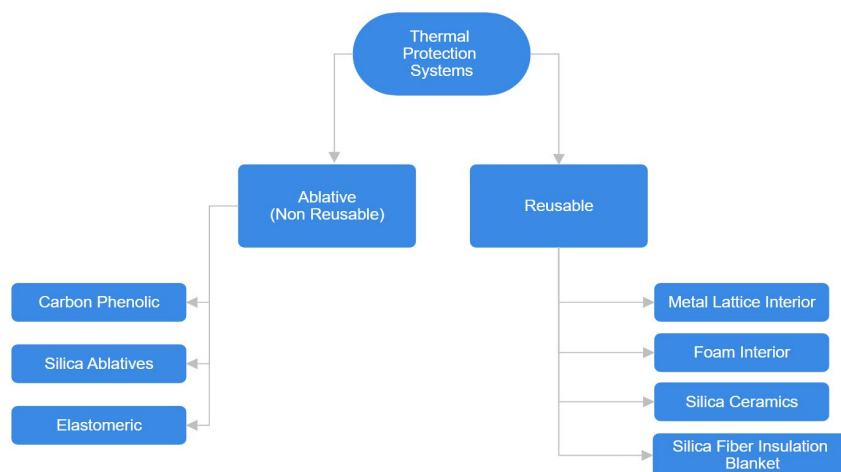 Thermal
Protection
Systems
Ablative
(Non Reusable)
Reusable
Carbon Phenolic
Silica Ablatives
Elastomeric
Metal Lattice Interior
Foam Interior
Silica Ceramics
Silica Fiber Insulation
Blanket